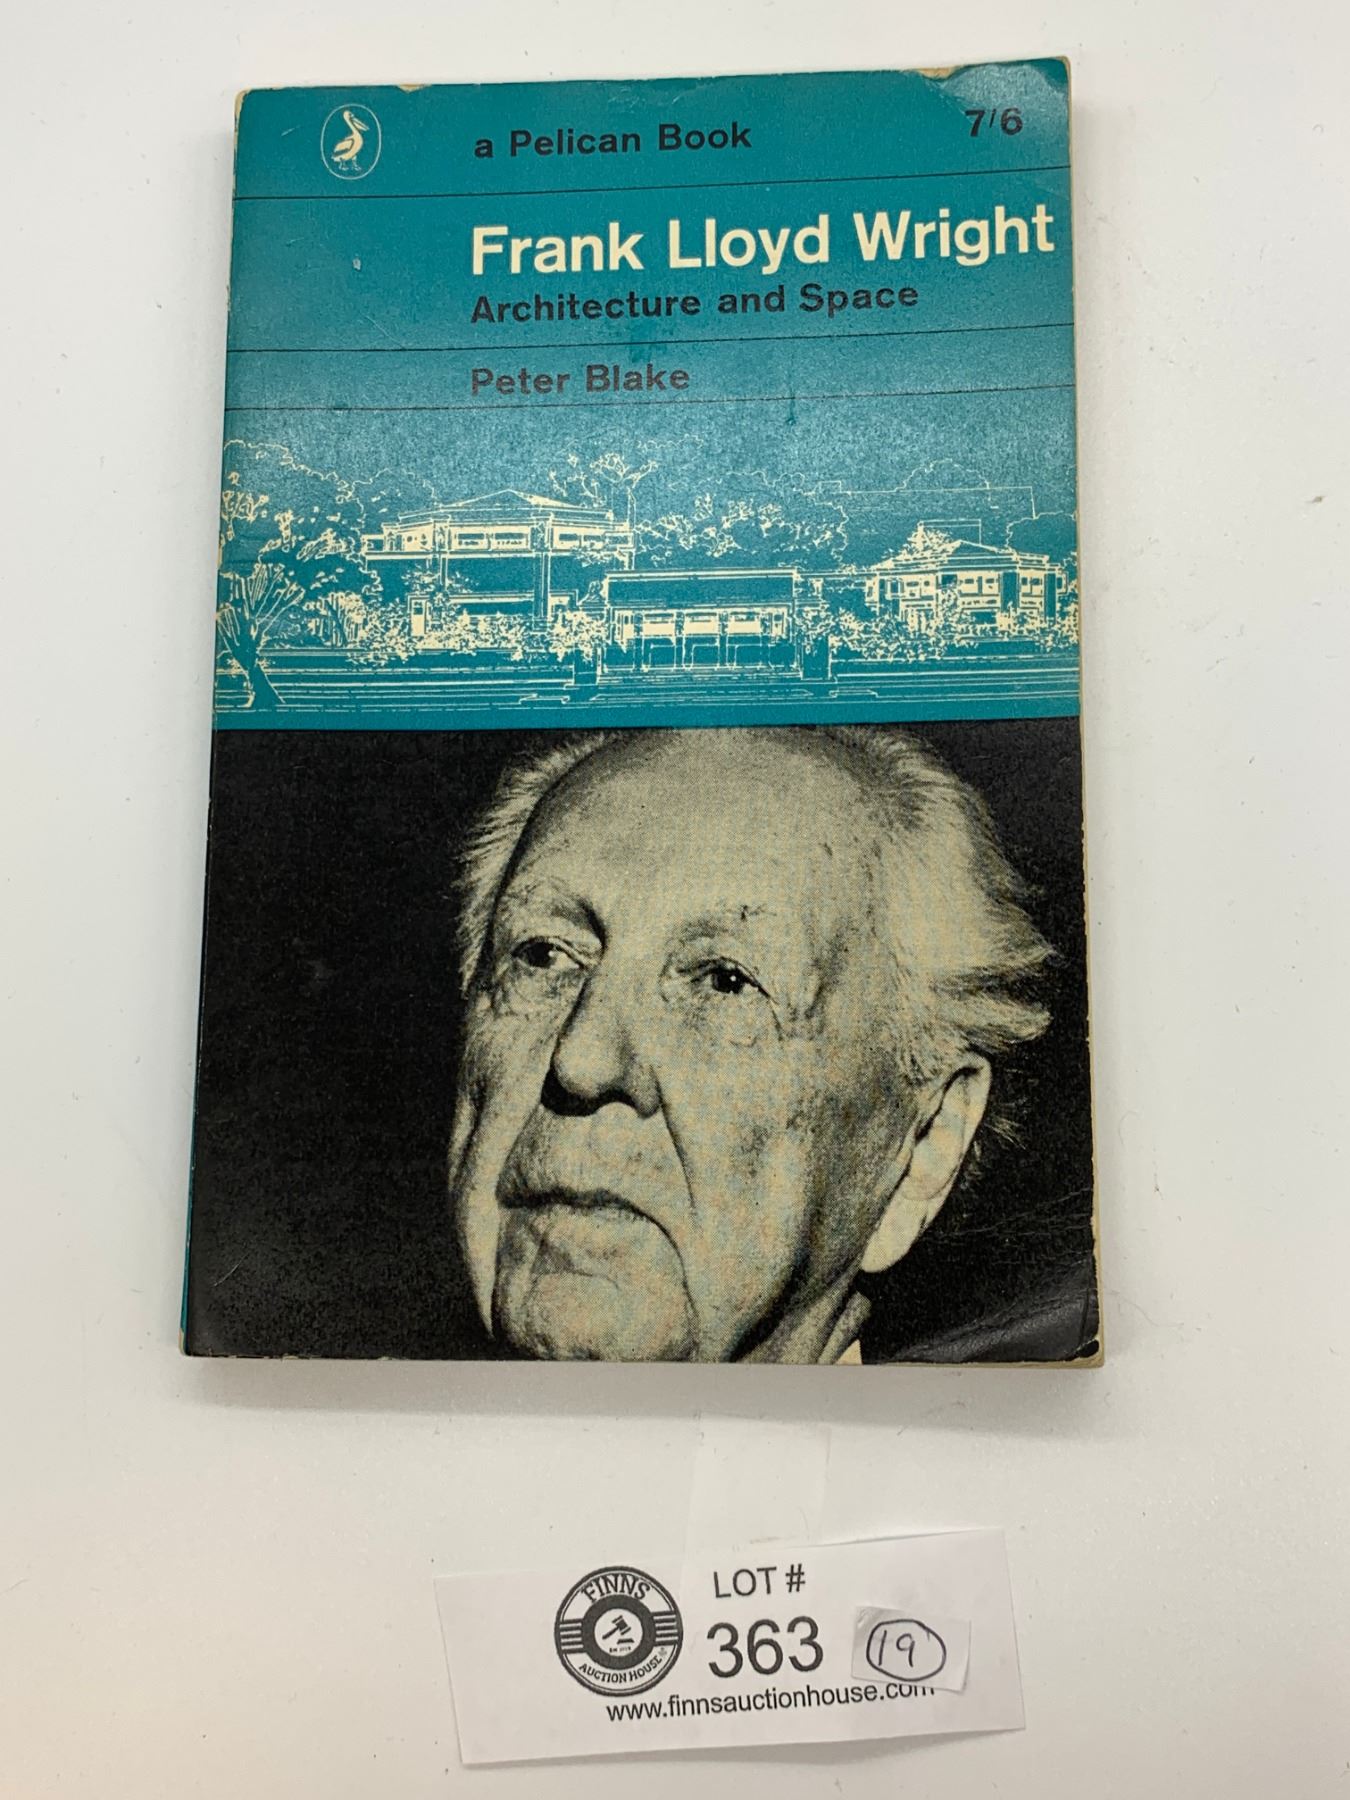 a Pelican Book 7/6
Frank Lloyd Wright
Architecture and Space
Peter Blake
FINNS
AUCTION HOUSE
LOT #
363
19
www.finnsauctionhouse.com